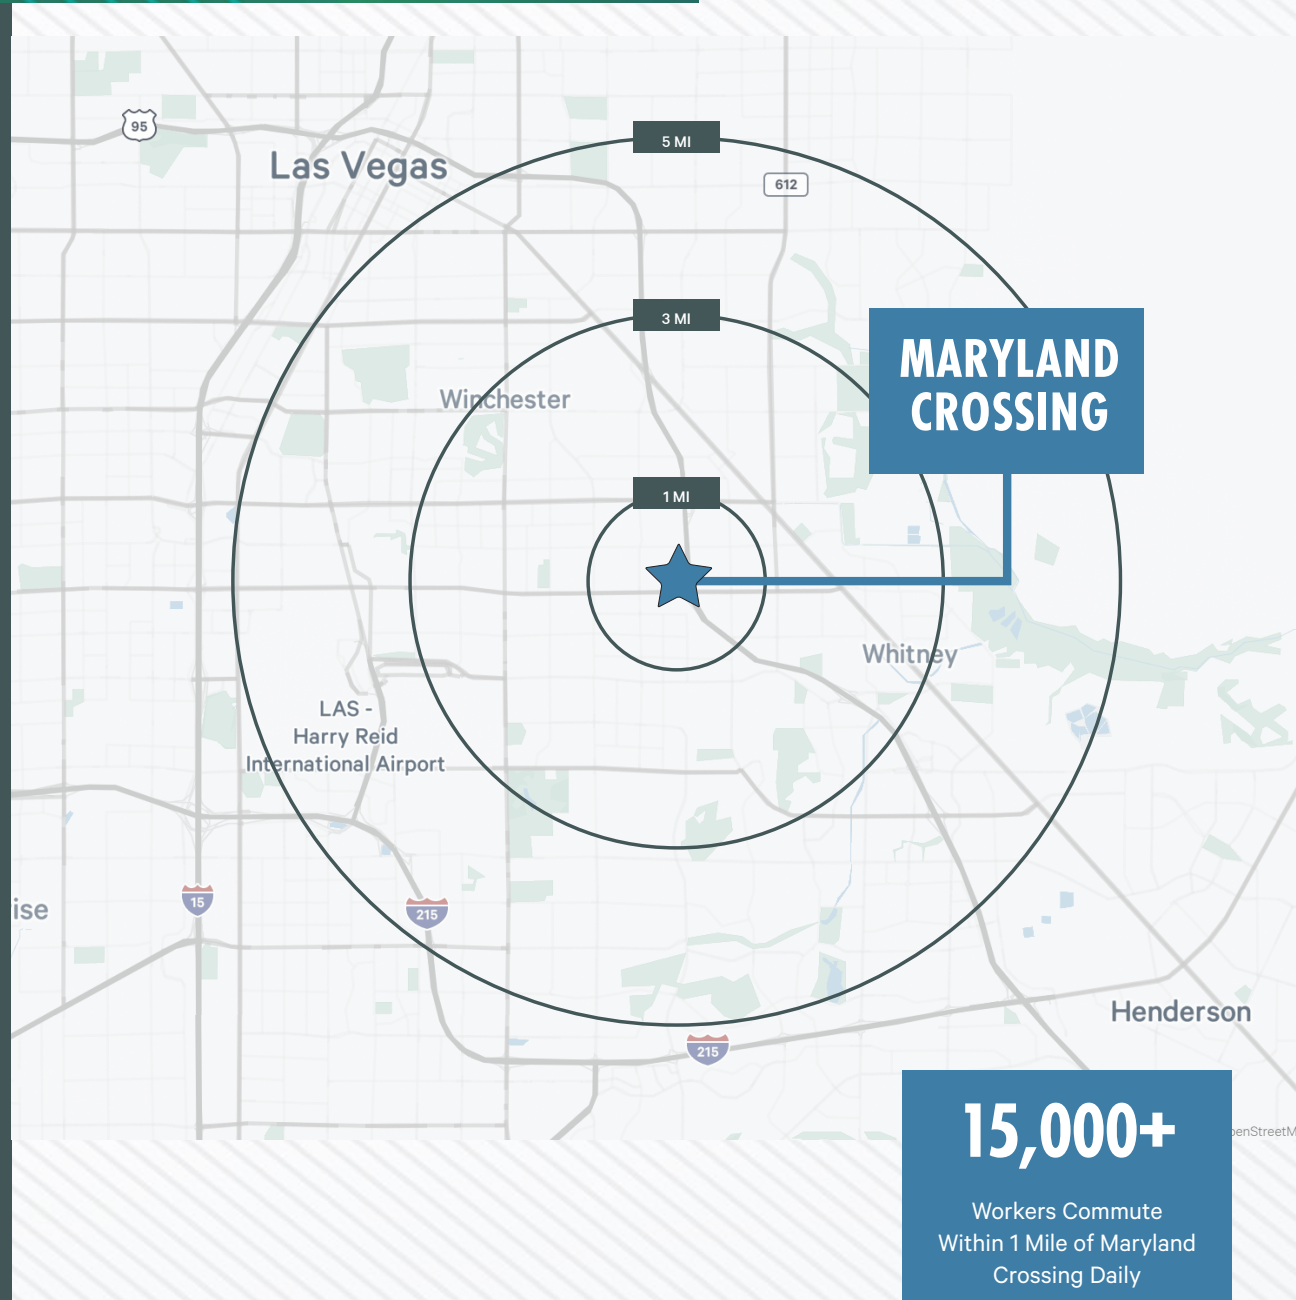 95
Las Vegas
5 MI
612
3 MI
MARYLAND
CROSSING
Winchester
1 MI
Whitney
LAS -
Harry Reid
International Airport
15
215
ise
Henderson
215
15,000+
Workers Commute
Within 1 Mile of Maryland
Crossing Daily
penStreetM